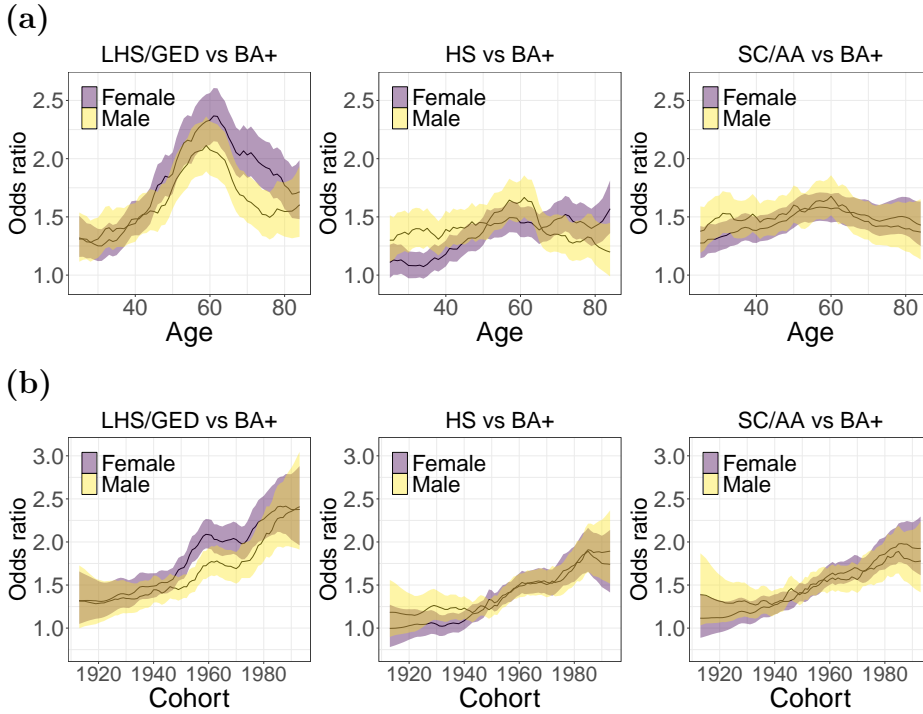 (a)
LHS/GED vs BA+
HS vs BA+
SC/AA vs BA+
Odds ratio
2.5
2.0
1.5
1.0
Female
Male
40
60
80
Age
Odds ratio
2.5
2.0
1.5
1.0
Female
Male
40
60
80
Age
Odds ratio
2.5
2.0
1.5
1.0
Female
Male
40
60
80
Age
(b)
LHS/GED vs BA+
HS vs BA+
SC/AA vs BA+
Odds ratio
3.0
2.5
2.0
1.5
1.0
Female
Male
1920
1940
1960
1980
Cohort
Odds ratio
3.0
2.5
2.0
1.5
1.0
Female
Male
1920
1940
1960
1980
Cohort
Odds ratio
3.0
2.5
2.0
1.5
1.0
Female
Male
1920
1940
1960
1980
Cohort